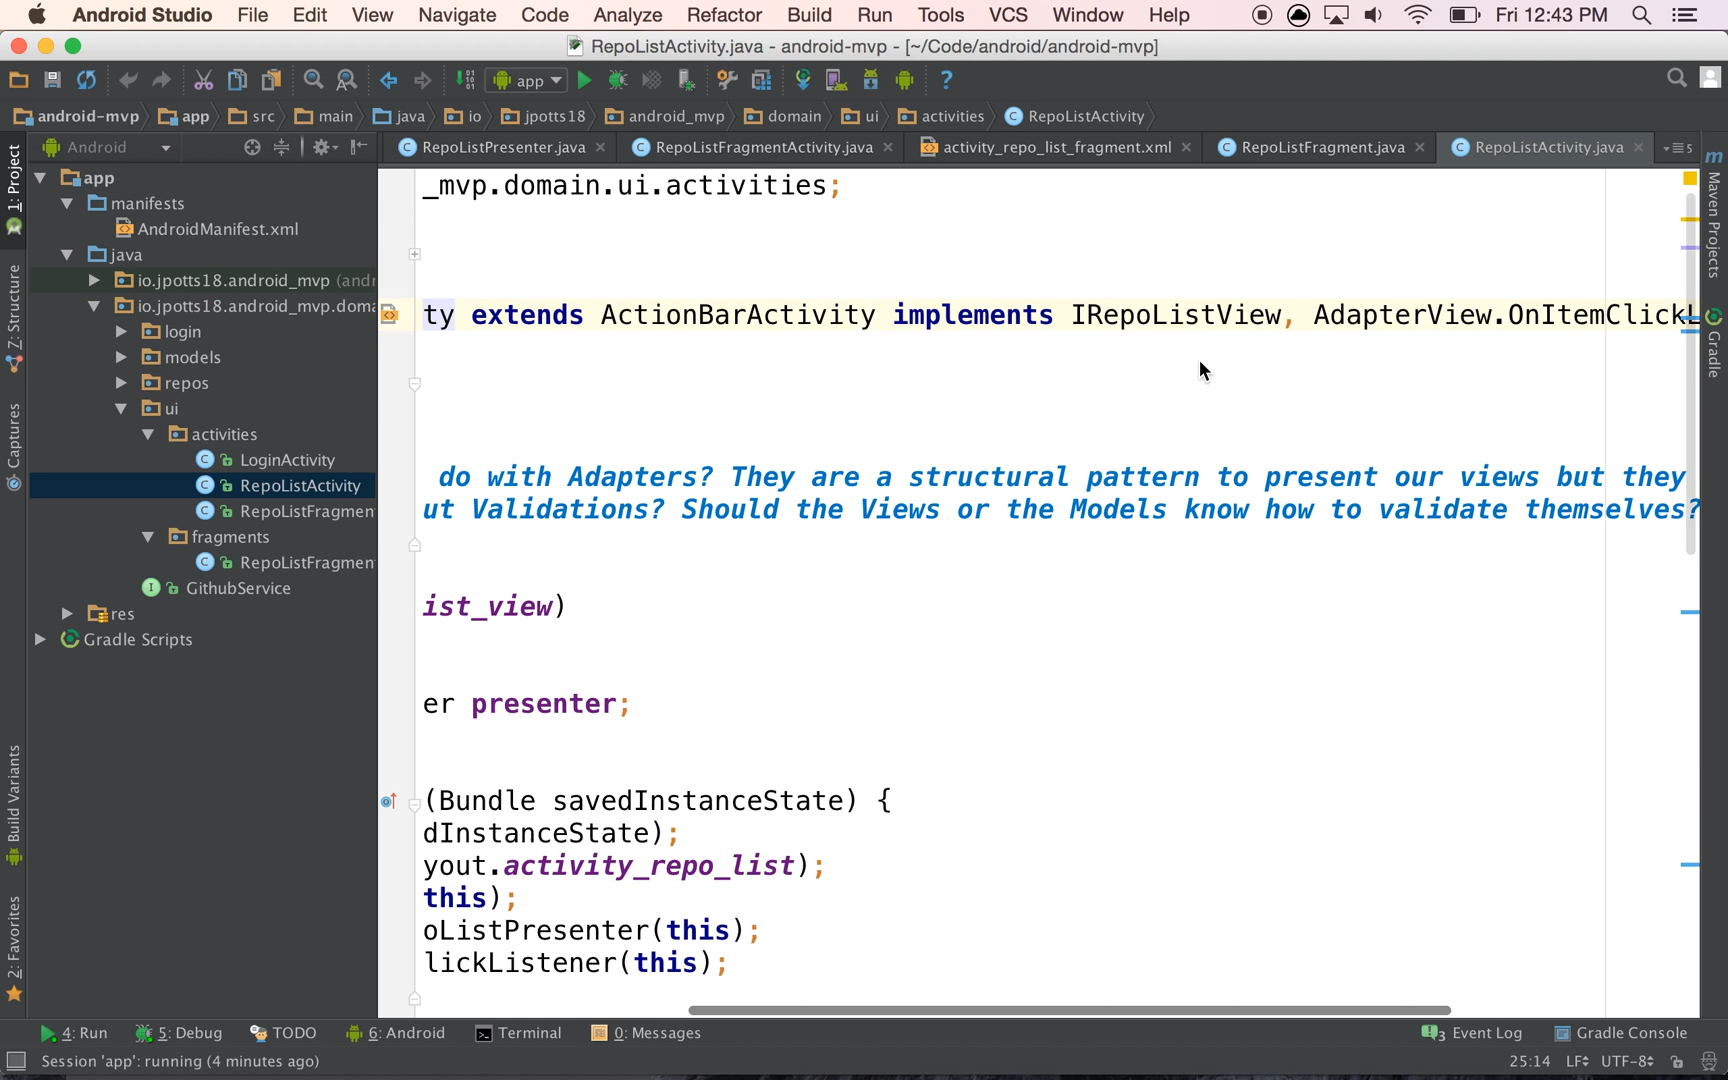 Android Studio File Edit View Navigate Code Analyze Refactor Build Run Tools VCS Window Help Fri 12:43 PM
RepoListActivity.java - android-mvp - [~/Code/android/android-mvp]
app
android-mvp app src main java io jpotts18 android_mvp domain ui activities RepoListActivity
Android
RepoListPresenter.java RepoListFragmentActivity.java activity_repo_list_fragment.xml RepoListFragment.java RepoListActivity.java 5
1: Project
7: Structure
Captures
Build Variants
2: Favorites
app
manifests
AndroidManifest.xml
java
io.jpotts18.android_mvp (andr
io.jpotts18.android_mvp.doma
login
models
repos
ui
activities
LoginActivity
RepoListActivity
RepoListFragmen
fragments
RepoListFragmen
GithubService
res
Gradle Scripts
_mvp.domain.ui.activities;
ty extends ActionBarActivity implements IRepoListView, AdapterView.OnItemClickL
do with Adapters? They are a structural pattern to present our views but they
ut Validations? Should the Views or the Models know how to validate themselves?
ist_view)
er presenter;
(Bundle savedInstanceState) {
dInstanceState);
yout.activity_repo_list);
this);
oListPresenter(this);
lickListener(this);
Maven Projects
Gradle
4: Run 5: Debug TODO 6: Android Terminal 0: Messages 3 Event Log Gradle Console
Session 'app': running (4 minutes ago) 25:14 LF UTF-8